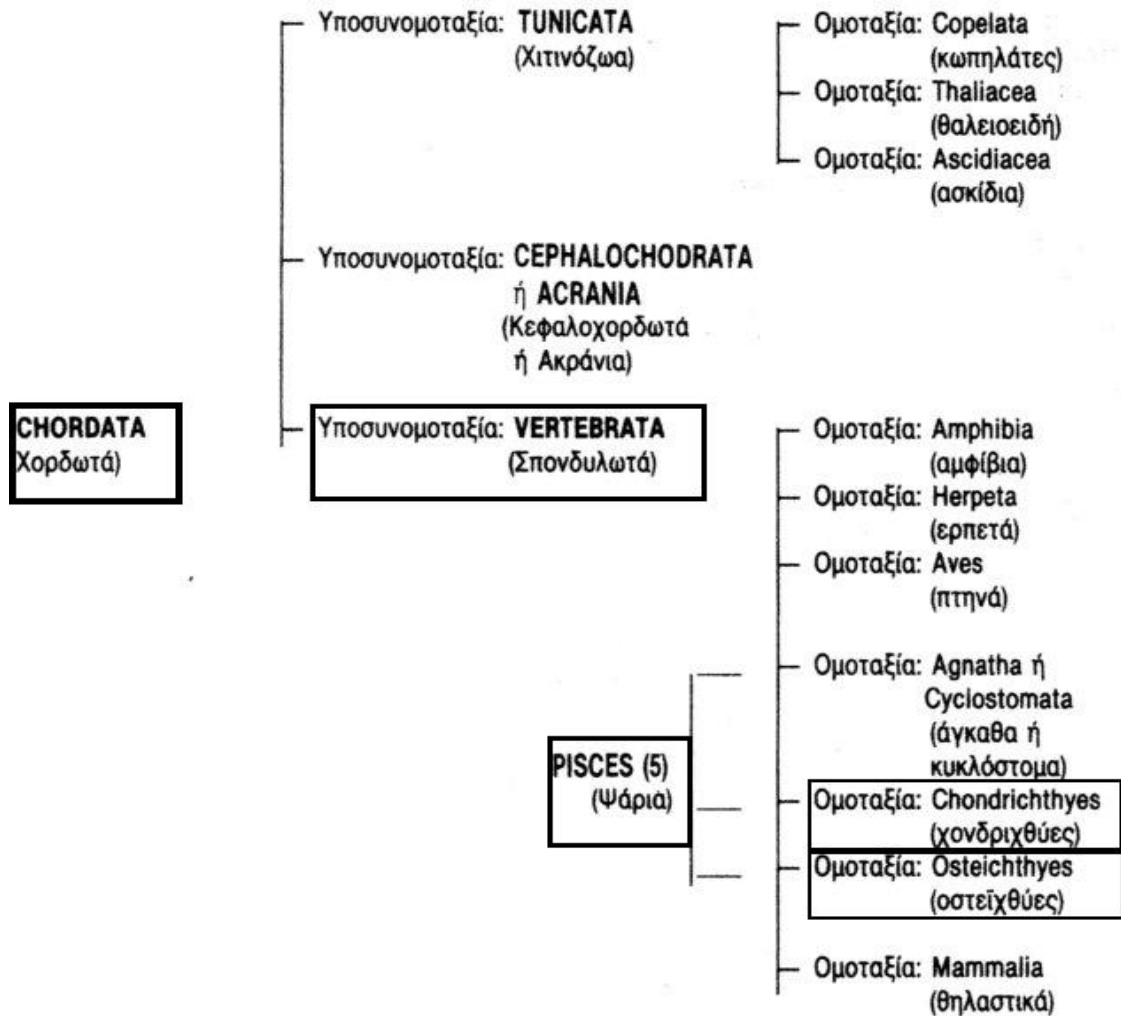 Υποσυνομοταξία: TUNICATA
(Χιτινόζωα)
Ομοταξία: Copelata
(κωπηλάτες)
Ομοταξία: Thaliacea
(θαλειοειδή)
Ομοταξία: Ascidiacea
(ασκίδια)
Υποσυνομοταξία: CEPHALOCHODRATA
ή ACRANIA
(Κεφαλοχορδωτά
ή Ακράνια)
CHORDATA
Χορδωτά)
Υποσυνομοταξία: VERTEBRATA
(Σπονδυλωτά)
Ομοταξία: Amphibia
(αμφίβια)
Ομοταξία: Herpeta
(ερπετά)
Ομοταξία: Aves
(πτηνά)
PISCES (5)
(Ψάρια)
Ομοταξία: Agnatha ή
Cyclostomata
(άγκαθα ή
κυκλόστομα)
Ομοταξία: Chondrichthyes
(χονδριχθύες)
Ομοταξία: Osteichthyes
(οστεϊχθύες)
Ομοταξία: Mammalia
(θηλαστικά)